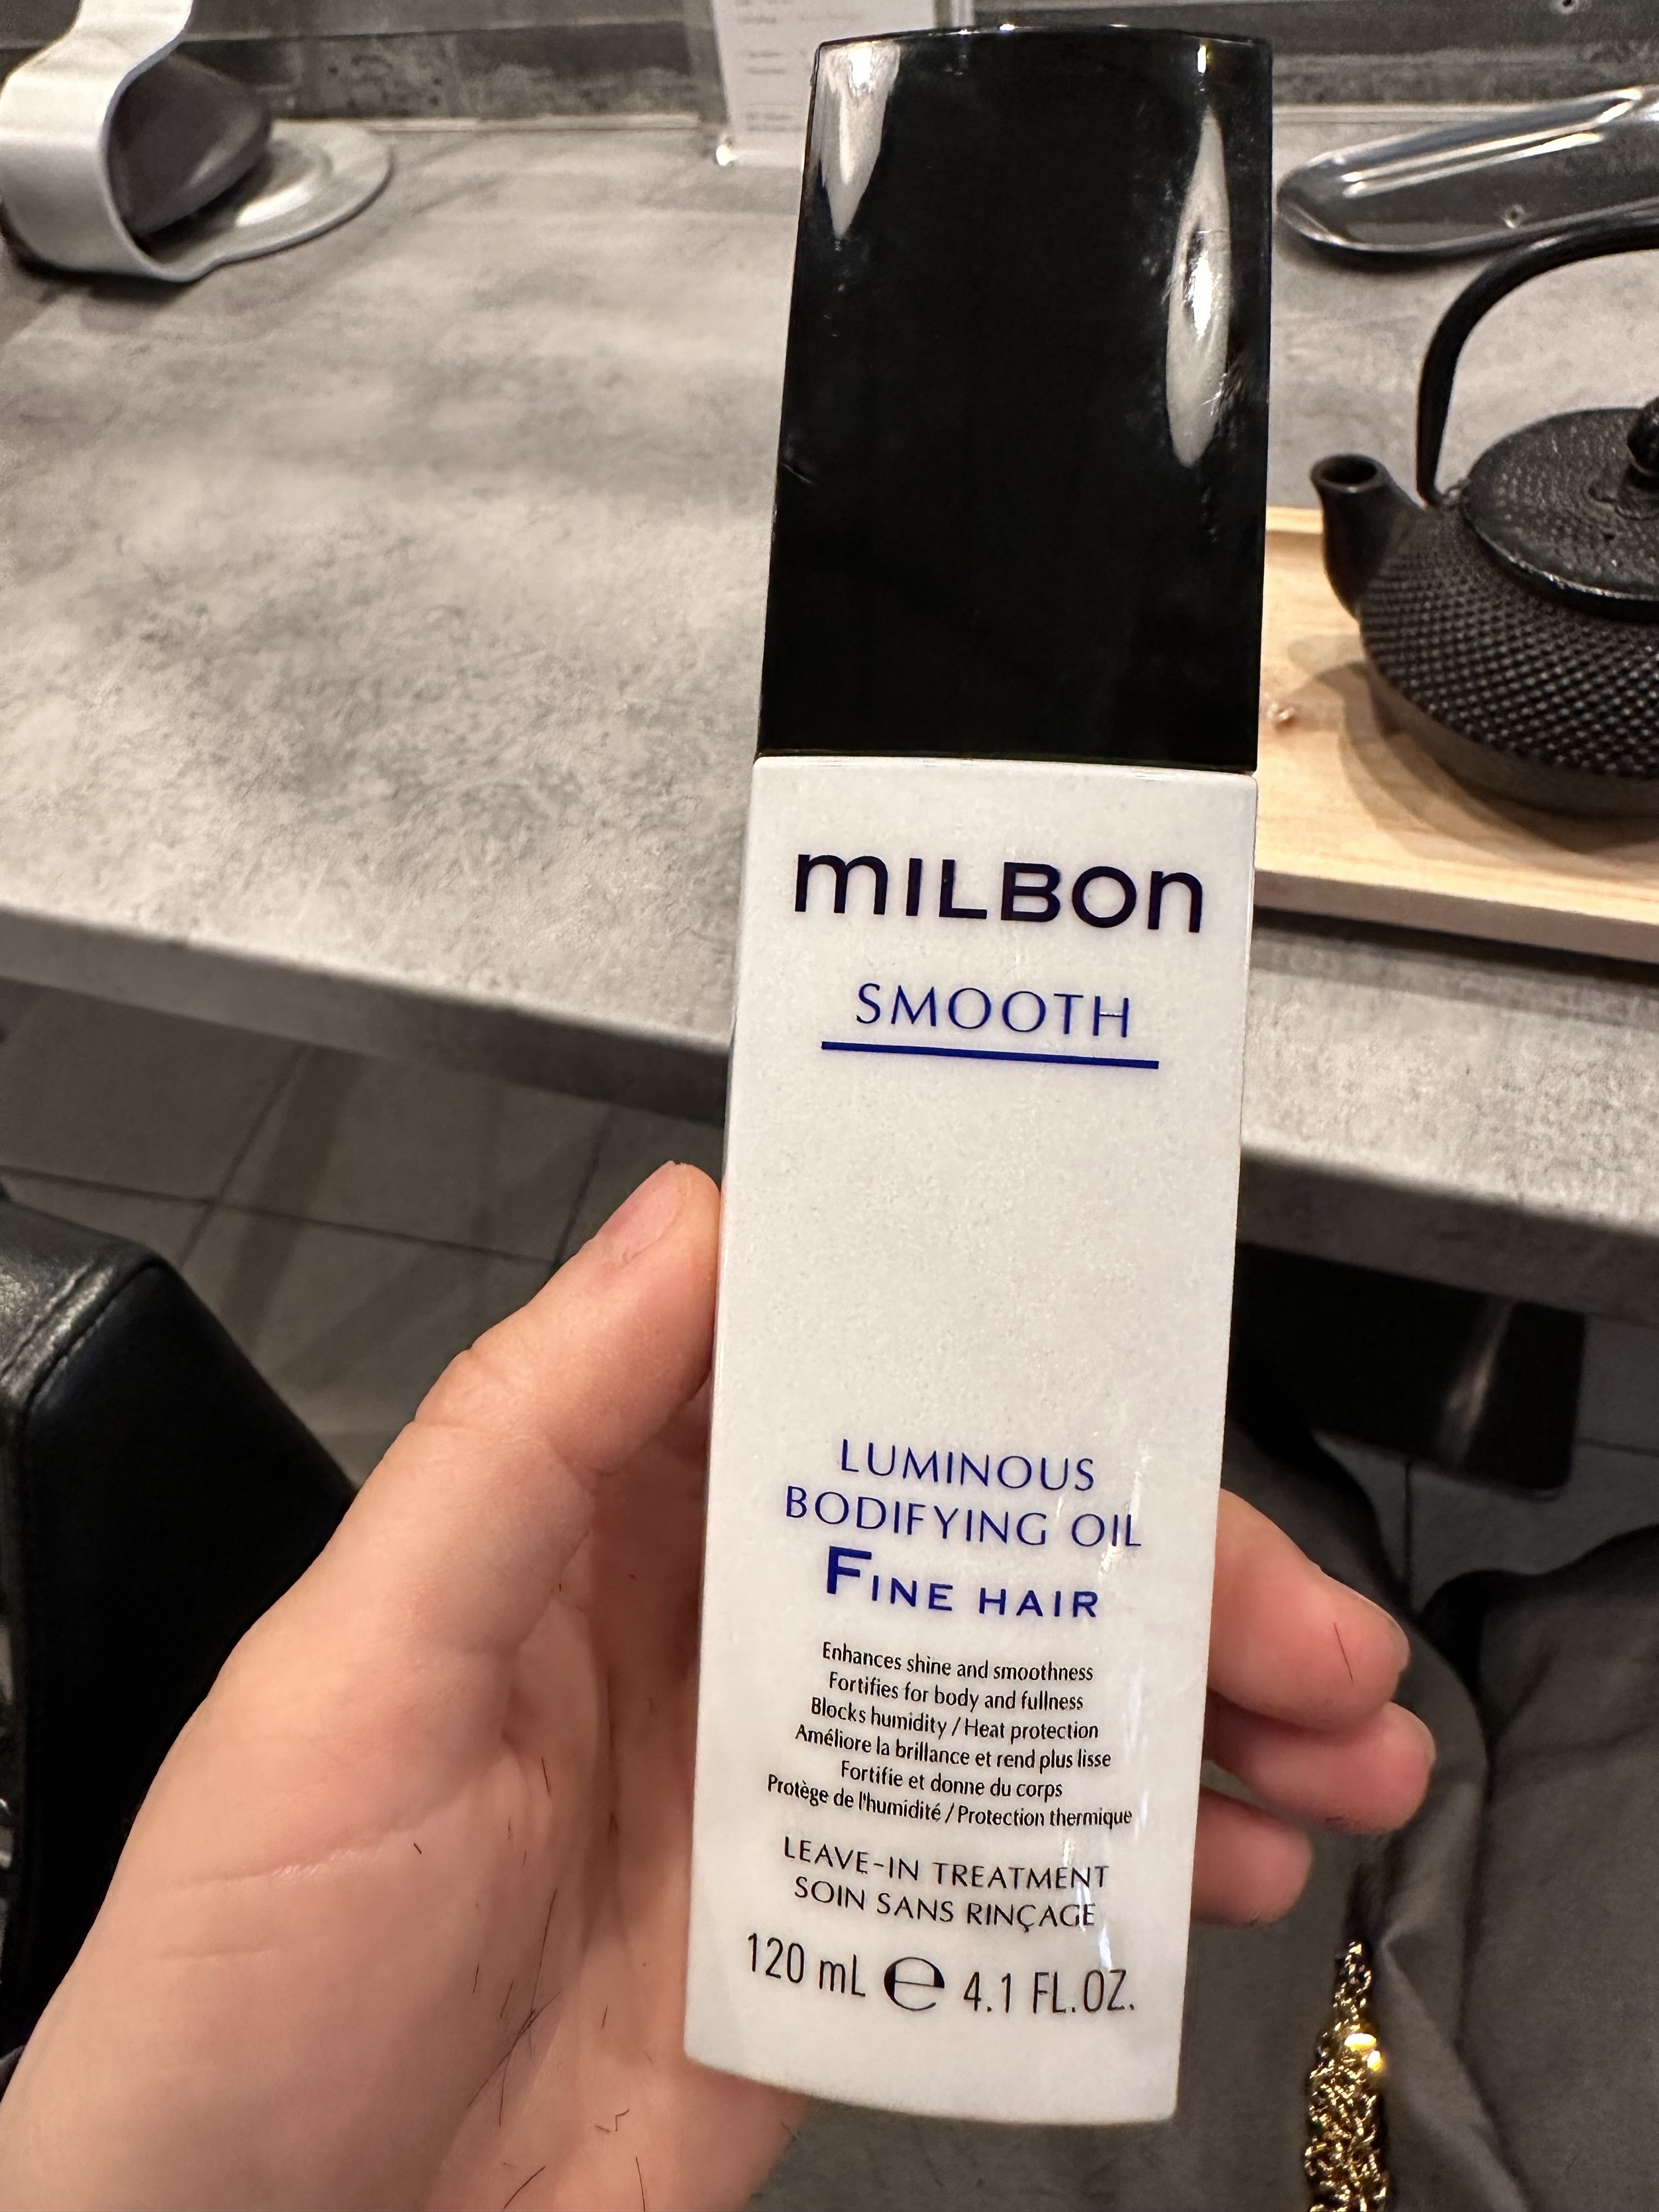 mILBOn
SMOOTH
LUMINOUS
BODIFYING OIL
FINE HAIR
Enhances shine and smoothness
Fortifies for body and fullness
Blocks humidity / Heat protection
Améliore la brillance et rend plus lisse
Fortifie et donne du corps
Protège de l'humidité / Protection thermique
LEAVE-IN TREATMENT
SOIN SANS RINÇAGE
120 mL e 4.1 FL.OZ.